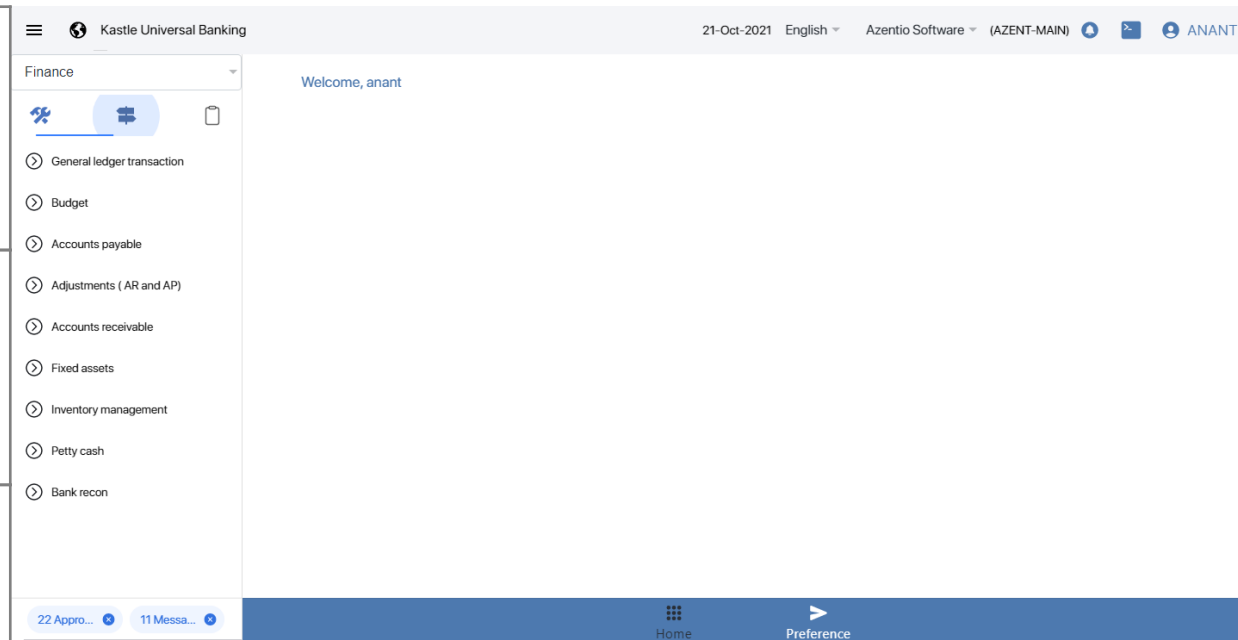 Kastle Universal Banking
21-Oct-2021 English Azentio Software (AZENT-MAIN) ANANT
Finance
Welcome, anant
General ledger transaction
Budget
Accounts payable
Adjustments ( AR and AP)
Accounts receivable
Fixed assets
Inventory management
Petty cash
Bank recon
22 Appro... 11 Messa...
Home Preference